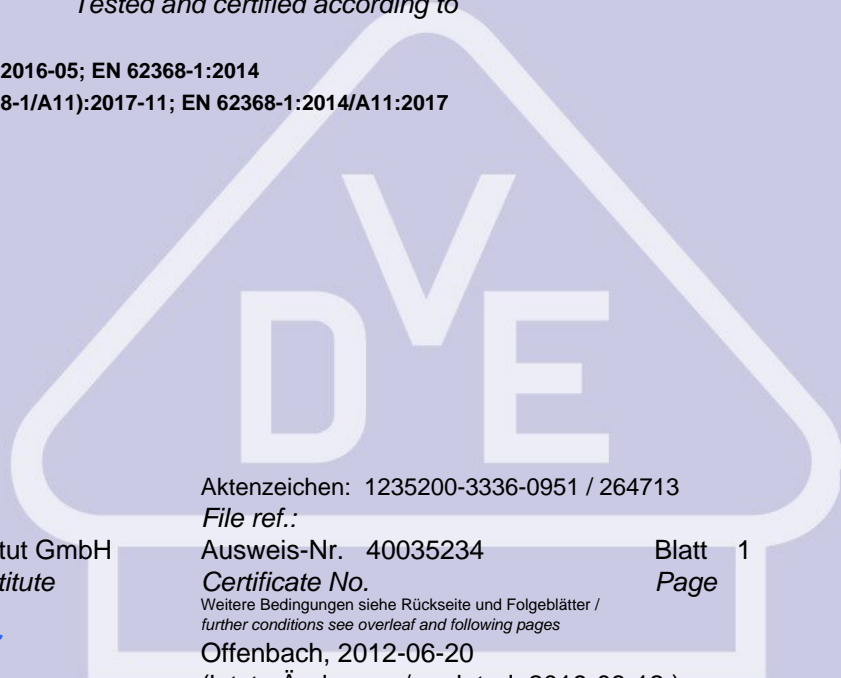 Tested and certified according to
2016-05; EN 62368-1:2014
8-1/A11):2017-11; EN 62368-1:2014/A11:2017
DVE
Aktenzeichen: 1235200-3336-0951 / 264713
File ref.:
tut GmbH Ausweis-Nr. 40035234 Blatt 1
titute Certificate No. Page
Weitere Bedingungen siehe Rückseite und Folgeblätter /
further conditions see overleaf and following pages
Offenbach, 2012-06-20